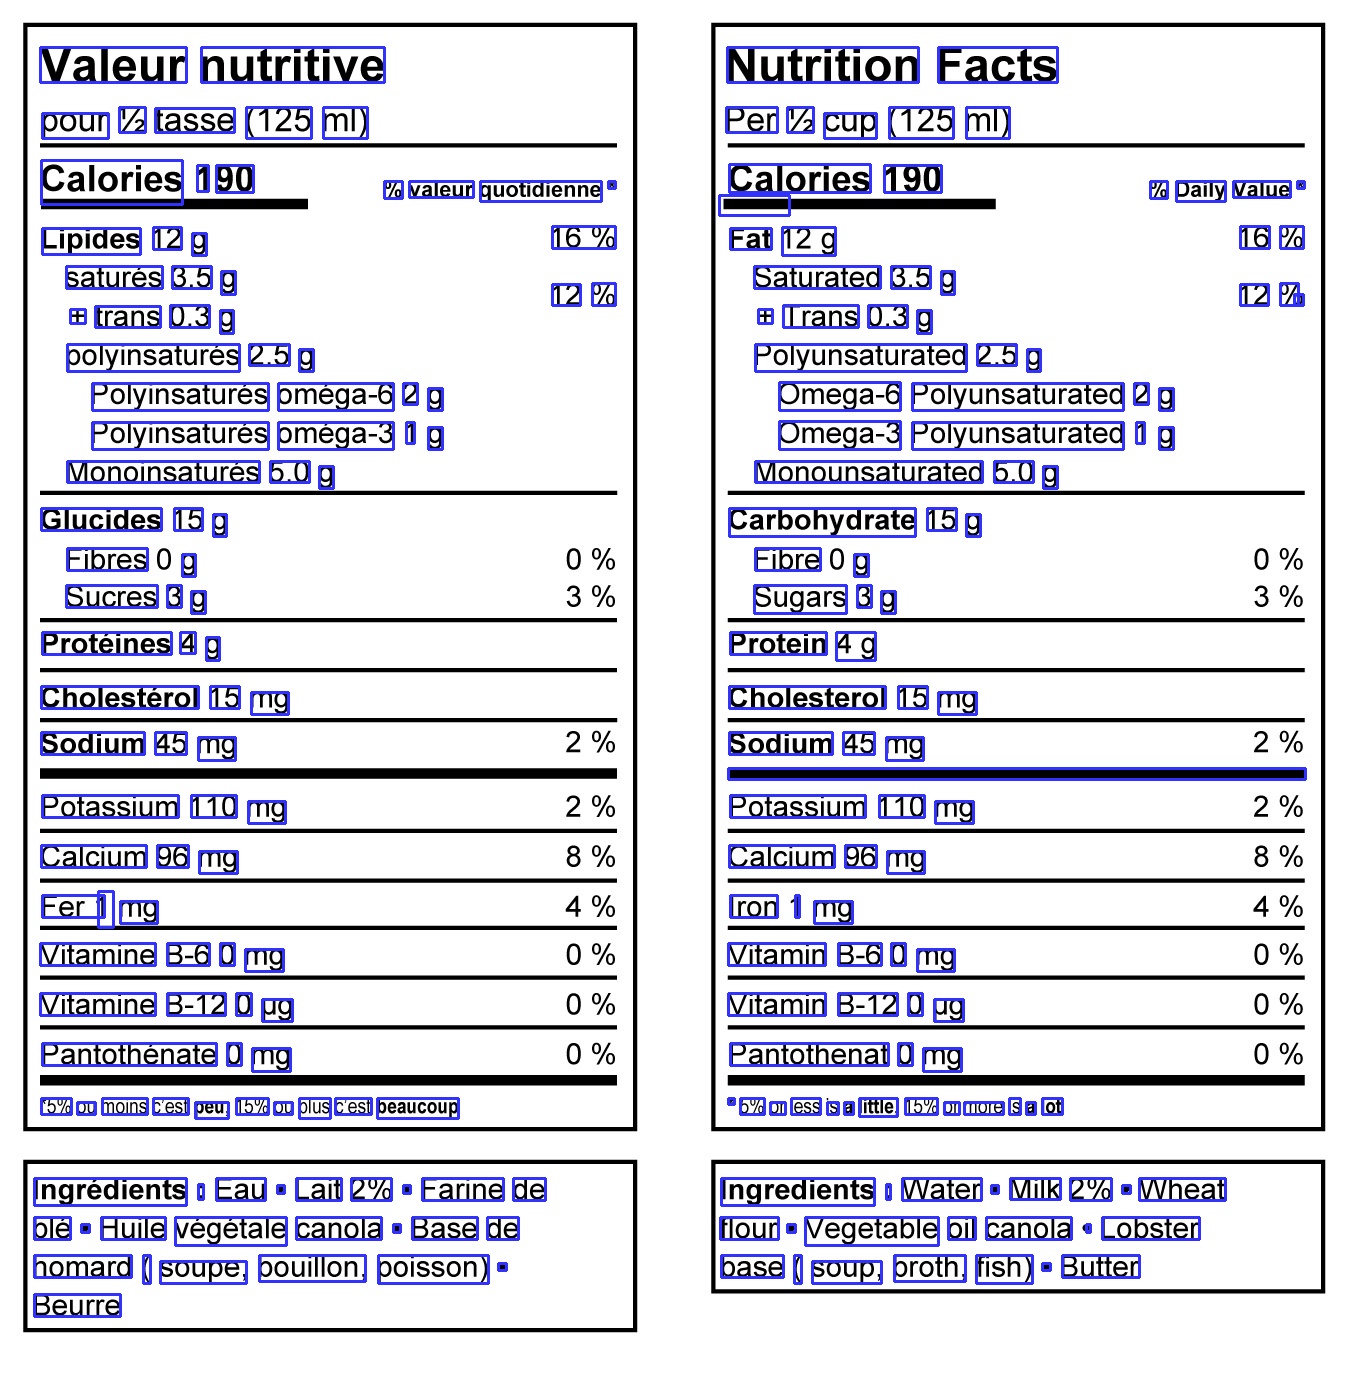 Valeur nutritive
pour ½ tasse (125 ml)
Calories 190
% valeur quotidienne *
Lipides 12 g 16 %
saturés 3.5 g
+ trans 0.3 g 12 %
polyinsaturés 2.5 g
Polyinsaturés oméga-6 2 g
Polyinsaturés oméga-3 1 g
Monoinsaturés 5.0 g
Glucides 15 g
Fibres 0 g 0 %
Sucres 3 g 3 %
Protéines 4 g
Cholestérol 15 mg
Sodium 45 mg 2 %
Potassium 110 mg 2 %
Calcium 96 mg 8 %
Fer 1 mg 4 %
Vitamine B-6 0 mg 0 %
Vitamine B-12 0 µg 0 %
Pantothénate 0 mg 0 %
*5% ou moins c'est peu, 15% ou plus c'est beaucoup
Ingrédients : Eau • Lait 2% • Farine de
blé • Huile végétale canola • Base de
homard ( soupe, bouillon, poisson) •
Beurre
Nutrition Facts
Per ½ cup (125 ml)
Calories 190
% Daily Value *
Fat 12 g 16 %
Saturated 3.5 g
+ Trans 0.3 g 12 %
Polyunsaturated 2.5 g
Omega-6 Polyunsaturated 2 g
Omega-3 Polyunsaturated 1 g
Monounsaturated 5.0 g
Carbohydrate 15 g
Fibre 0 g 0 %
Sugars 3 g 3 %
Protein 4 g
Cholesterol 15 mg
Sodium 45 mg 2 %
Potassium 110 mg 2 %
Calcium 96 mg 8 %
Iron 1 mg 4 %
Vitamin B-6 0 mg 0 %
Vitamin B-12 0 µg 0 %
Pantothenat 0 mg 0 %
* 5% or less is a little, 15% or more is a lot
Ingredients : Water • Milk 2% • Wheat
flour • Vegetable oil canola • Lobster
base ( soup, broth, fish) • Butter